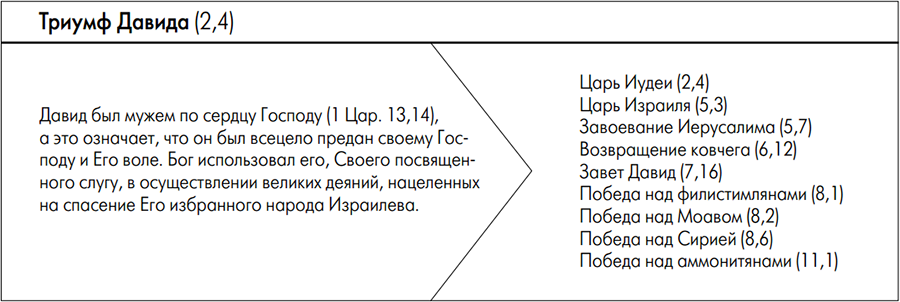 Триумф Давида (2,4)
Давид был мужем по сердцу Господу (1 Цар. 13,14),
а это означает, что он был всецело предан своему Гос-
поду и Его воле. Бог использовал его, Своего посвящен-
ного слугу, в осуществлении великих деяний, нацеленных
на спасение Его избранного народа Израилева.
Царь Иудеи (2,4)
Царь Израиля (5,3)
Завоевание Иерусалима (5,7)
Возвращение ковчега (6,12)
Завет Давид (7,16)
Победа над филистимлянами (8,1)
Победа над Моавом (8,2)
Победа над Сирией (8,6)
Победа над аммонитянами (11,1)